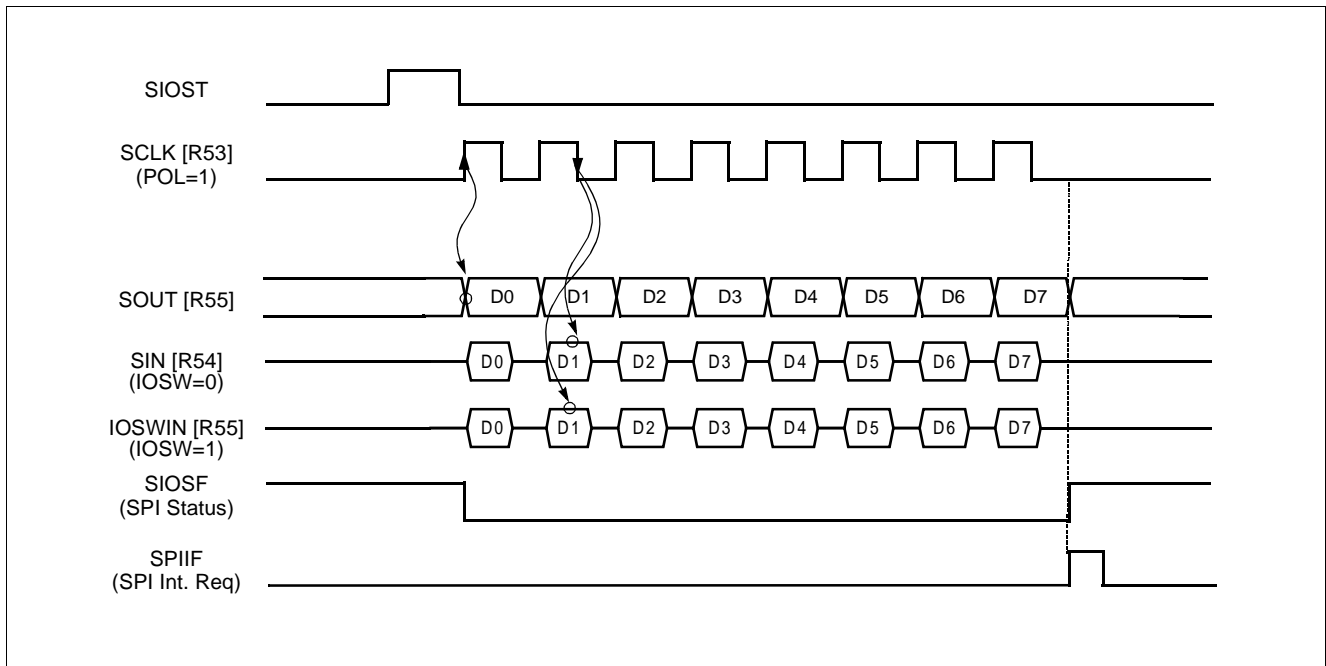 SIOST
SCLK [R53]
(POL=1)
SOUT [R55]
D0 D1 D2 D3 D4 D5 D6 D7
SIN [R54]
(IOSW=0)
D0 D1 D2 D3 D4 D5 D6 D7
IOSWIN [R55]
(IOSW=1)
D0 D1 D2 D3 D4 D5 D6 D7
SIOSF
(SPI Status)
SPIIF
(SPI Int. Req)